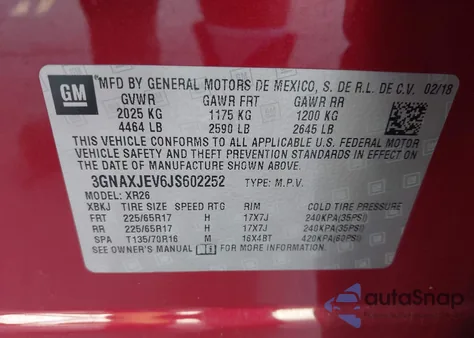 GM
MFD BY GENERAL MOTORS DE MEXICO, S. DE R.L. DE C.V. 02/18
GVWR GAWR FRT GAWR RR
2025 KG 1175 KG 1200 KG
4464 LB 2590 LB 2645 LB
THIS VEHICLE CONFORMS TO ALL APPLICABLE U.S. FEDERAL MOTOR
VEHICLE SAFETY AND THEFT PREVENTION STANDARDS IN EFFECT ON
THE DATE OF MANUFACTURE SHOWN ABOVE.
3GNAXJEV6JS602252 TYPE: M.P.V.
MODEL: XR26
XBKJ TIRE SIZE SPEED RTG RIM COLD TIRE PRESSURE
FRT 225/65R17 H 17X7J 240KPA(35PSI)
RR 225/65R17 H 17X7J 240KPA(35PSI)
SPA T135/70R16 M 16X4BT 420KPA(60PSI)
SEE OWNER'S MANUAL FOR MORE INFORMATION.
autoSnap